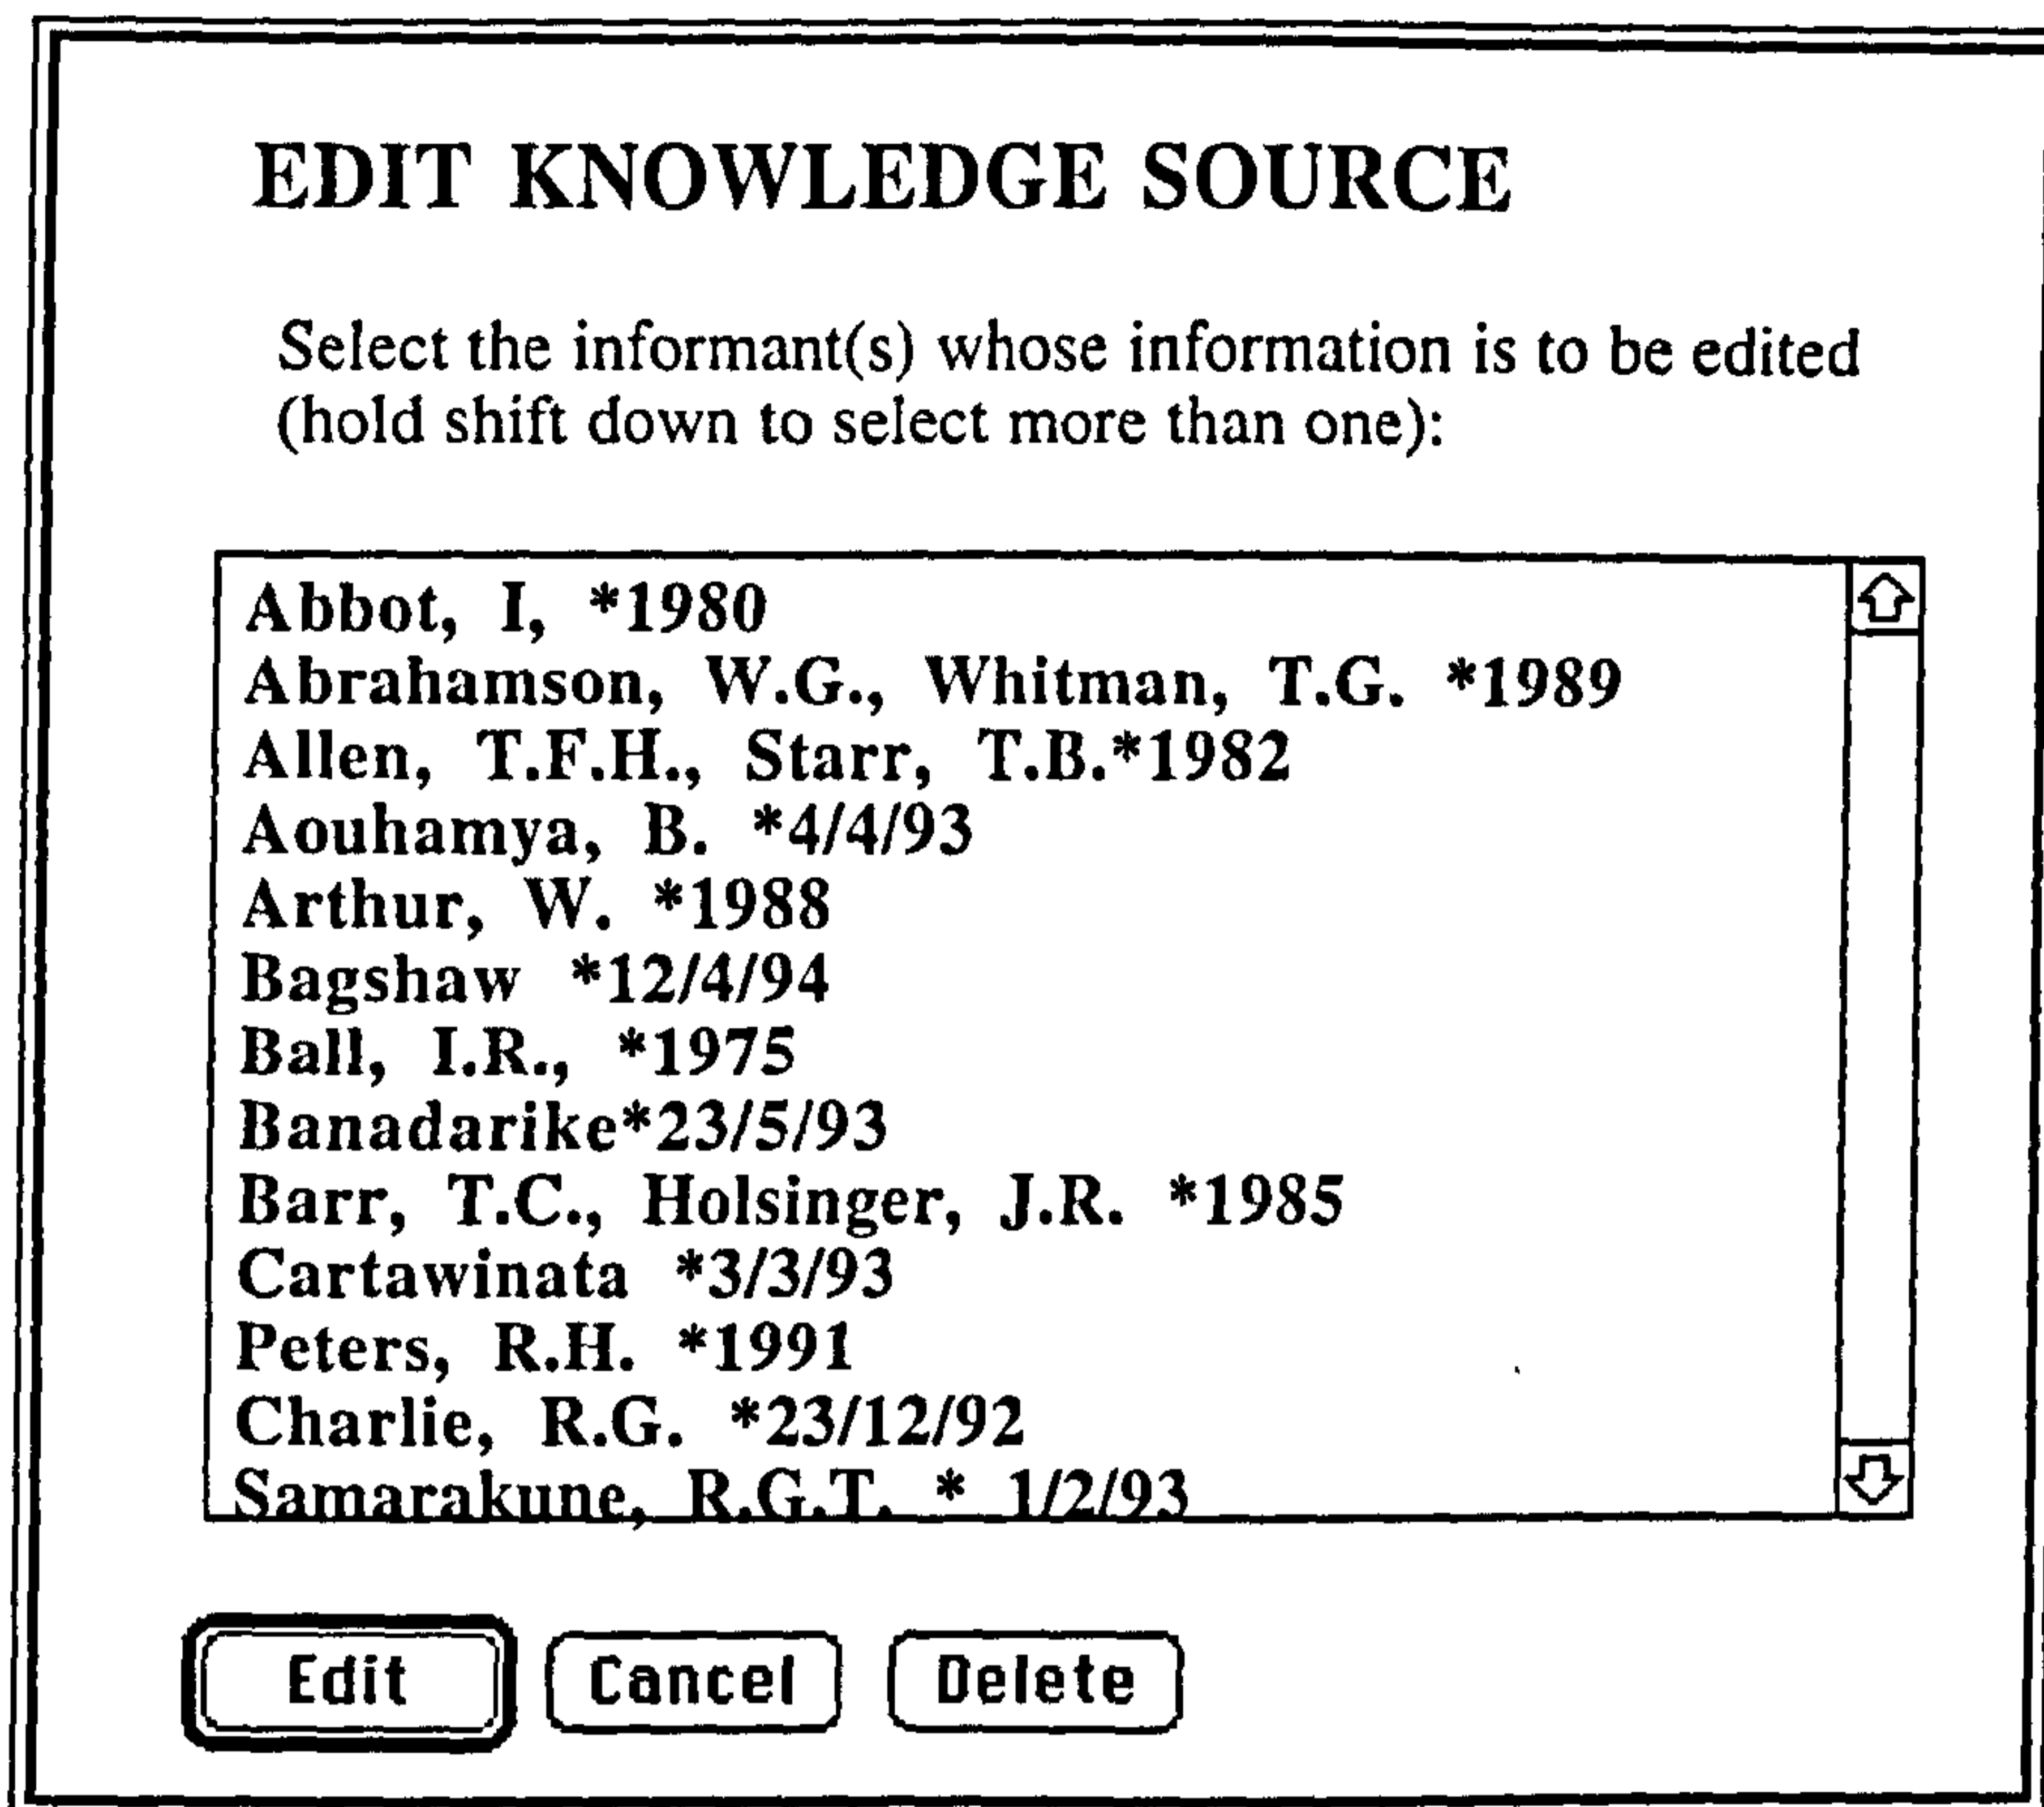 EDIT KNOWLEDGE SOURCE
Select the informant(s) whose information is to be edited
(hold shift down to select more than one):
Abbot, I, *1980
Abrahamson, W.G., Whitman, T.G. *1989
Allen, T.F.H., Starr, T.B.*1982
Aouhamya, B. *4/4/93
Arthur, W. *1988
Bagshaw *12/4/94
Ball, I.R., *1975
Banadarike*23/5/93
Barr, T.C., Holsinger, J.R. *1985
Cartawinata *3/3/93
Peters, R.H. *1991
Charlie, R.G. *23/12/92
Samarakune, R.G.T. * 1/2/93
Edit Cancel Delete